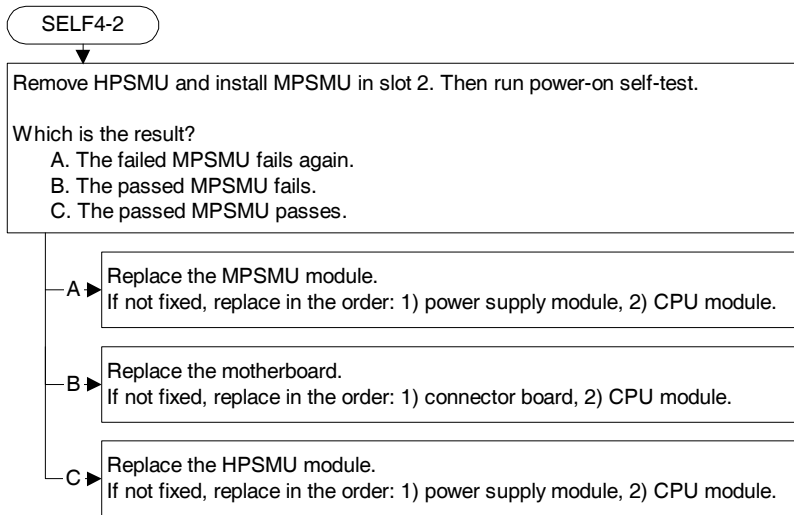 SELF4-2
Remove HPSMU and install MPSMU in slot 2. Then run power-on self-test.
Which is the result?
A. The failed MPSMU fails again.
B. The passed MPSMU fails.
C. The passed MPSMU passes.
A
Replace the MPSMU module.
If not fixed, replace in the order: 1) power supply module, 2) CPU module.
B
Replace the motherboard.
If not fixed, replace in the order: 1) connector board, 2) CPU module.
C
Replace the HPSMU module.
If not fixed, replace in the order: 1) power supply module, 2) CPU module.